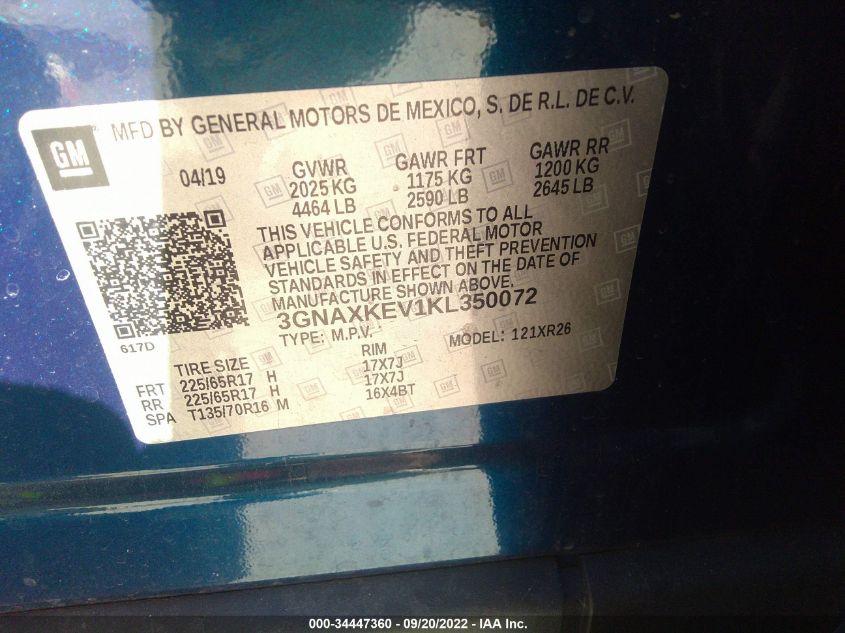 MFD BY GENERAL MOTORS DE MEXICO, S. DE R.L. DE C.V.
GM
04/19
GVWR GAWR FRT GAWR RR
2025 KG 1175 KG 1200 KG
4464 LB 2590 LB 2645 LB
THIS VEHICLE CONFORMS TO ALL
APPLICABLE U.S. FEDERAL MOTOR
VEHICLE SAFETY AND THEFT PREVENTION
STANDARDS IN EFFECT ON THE DATE OF
MANUFACTURE SHOWN ABOVE.
3GNAXKEV1KL350072
617D
TYPE: M.P.V. MODEL: 121XR26
TIRE SIZE RIM
FRT 225/65R17 H 17X7J
RR 225/65R17 H 17X7J
SPA T135/70R16 M 16X4BT
000-34447360 - 09/20/2022 - IAA Inc.